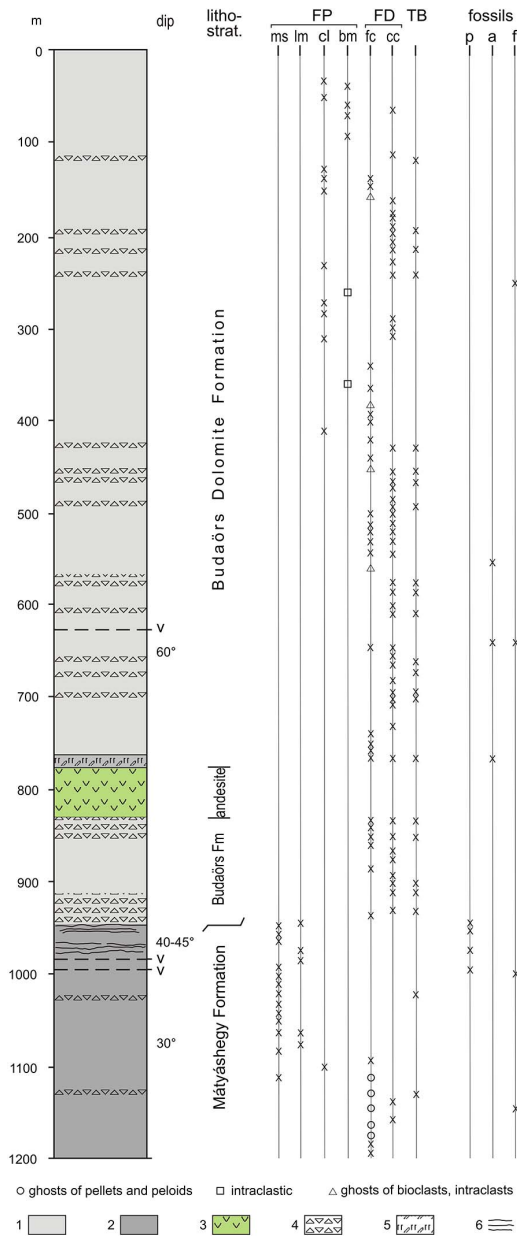 m dip litho- FP FD TB fossils
strat. ms lm cl bm fc cc p a f
0
100
200
300
400
500
600
v
60°
700
800
900
40-45°
v
v
1000
30°
1100
1200
Budaörs Dolomite Formation
andesite
Budaörs Fm
Mátyáshegy Formation
ghosts of pellets and peloids intraclastic ghosts of bioclasts, intraclasts
1 2 3 4 5 6